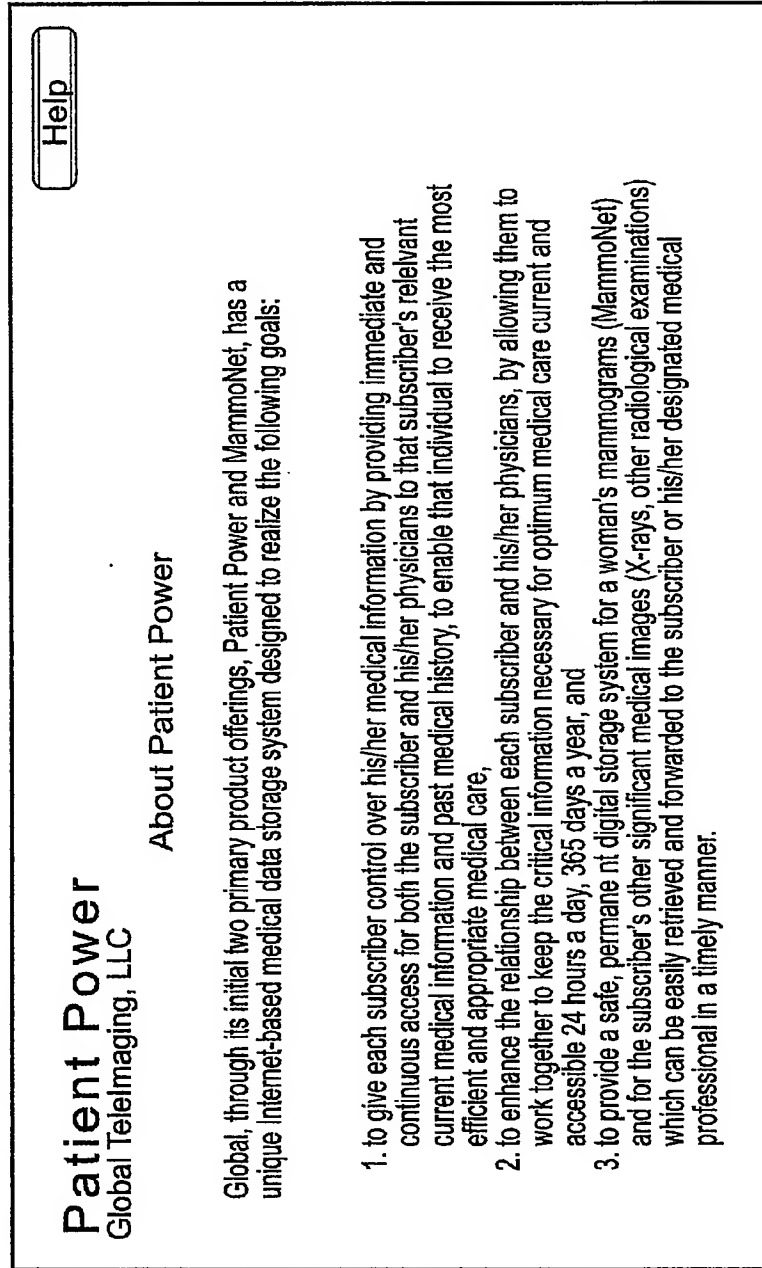 Patient Power
Global TeleImaging, LLC
Help
About Patient Power
Global, through its initial two primary product offerings, Patient Power and MammoNet, has a
unique Internet-based medical data storage system designed to realize the following goals:
1. to give each subscriber control over his/her medical information by providing immediate and
continuous access for both the subscriber and his/her physicians to that subscriber's relelvant
current medical information and past medical history, to enable that individual to receive the most
efficient and appropriate medical care,
2. to enhance the relationship between each subscriber and his/her physicians, by allowing them to
work together to keep the critical information necessary for optimum medical care current and
accessible 24 hours a day, 365 days a year, and
3. to provide a safe, permane nt digital storage system for a woman's mammograms (MammoNet)
and for the subscriber's other significant medical images (X-rays, other radiological examinations)
which can be easily retrieved and forwarded to the subscriber or his/her designated medical
professional in a timely manner.